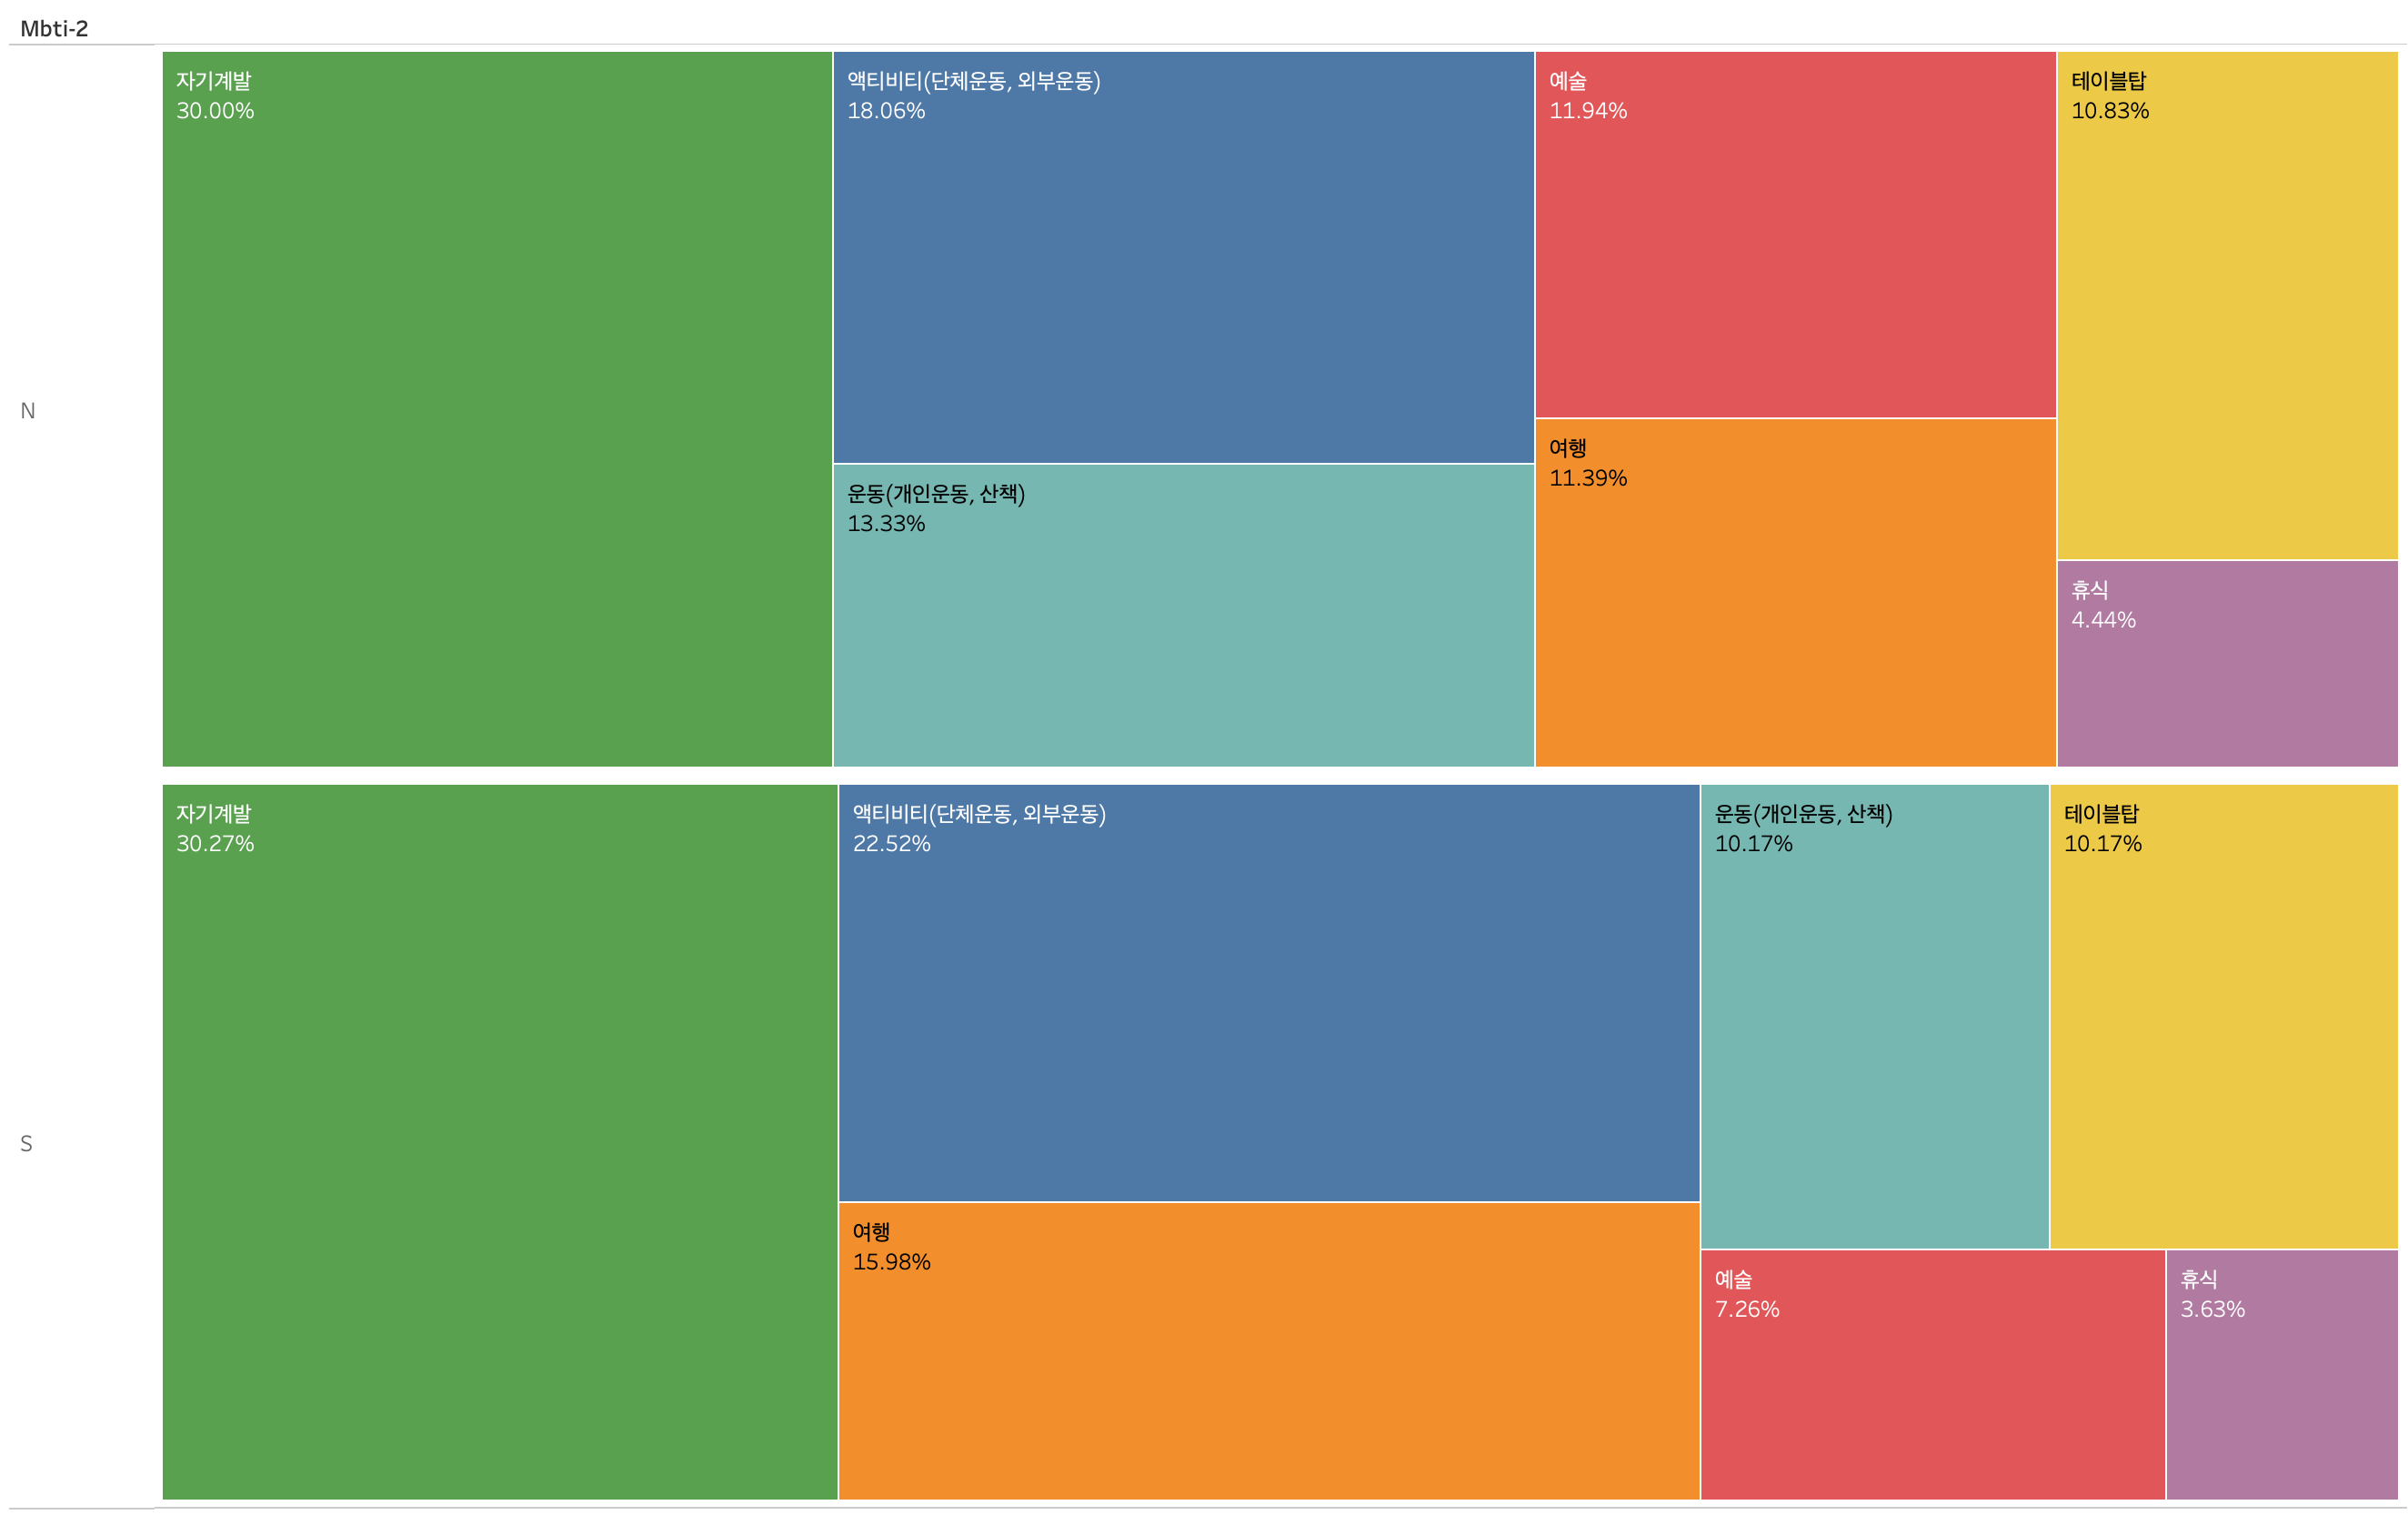 Mbti-2
N
자기계발
30.00%
액티비티(단체운동, 외부운동)
18.06%
운동(개인운동, 산책)
13.33%
예술
11.94%
여행
11.39%
테이블탑
10.83%
휴식
4.44%
S
자기계발
30.27%
액티비티(단체운동, 외부운동)
22.52%
여행
15.98%
운동(개인운동, 산책)
10.17%
테이블탑
10.17%
예술
7.26%
휴식
3.63%